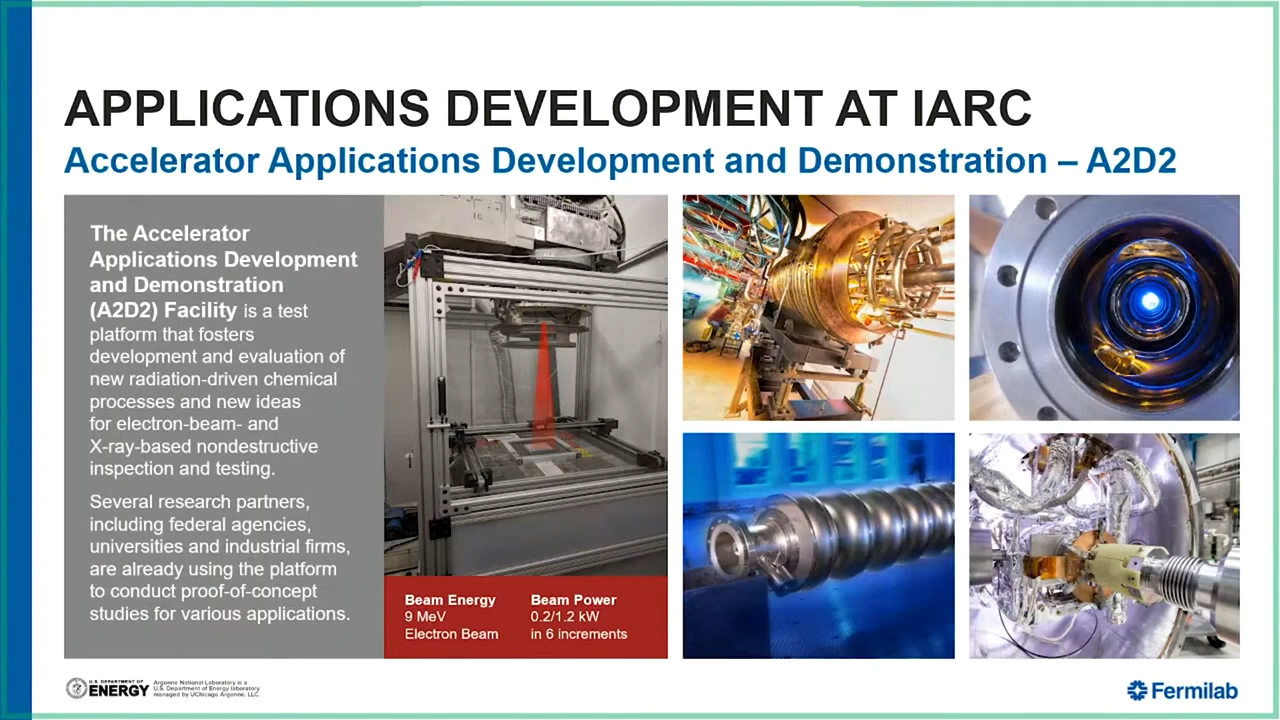 APPLICATIONS DEVELOPMENT AT IARC
Accelerator Applications Development and Demonstration – A2D2
The Accelerator
Applications Development
and Demonstration
(A2D2) Facility is a test
platform that fosters
development and evaluation of
new radiation-driven chemical
processes and new ideas
for electron-beam- and
X-ray-based nondestructive
inspection and testing.
Several research partners,
including federal agencies,
universities and industrial firms,
are already using the platform
to conduct proof-of-concept
studies for various applications.
Beam Energy
9 MeV
Electron Beam
Beam Power
0.2/1.2 kW
in 6 increments
U.S. DEPARTMENT OF
ENERGY
Argonne National Laboratory is a
U.S. Department of Energy laboratory
managed by UChicago Argonne, LLC.
Fermilab